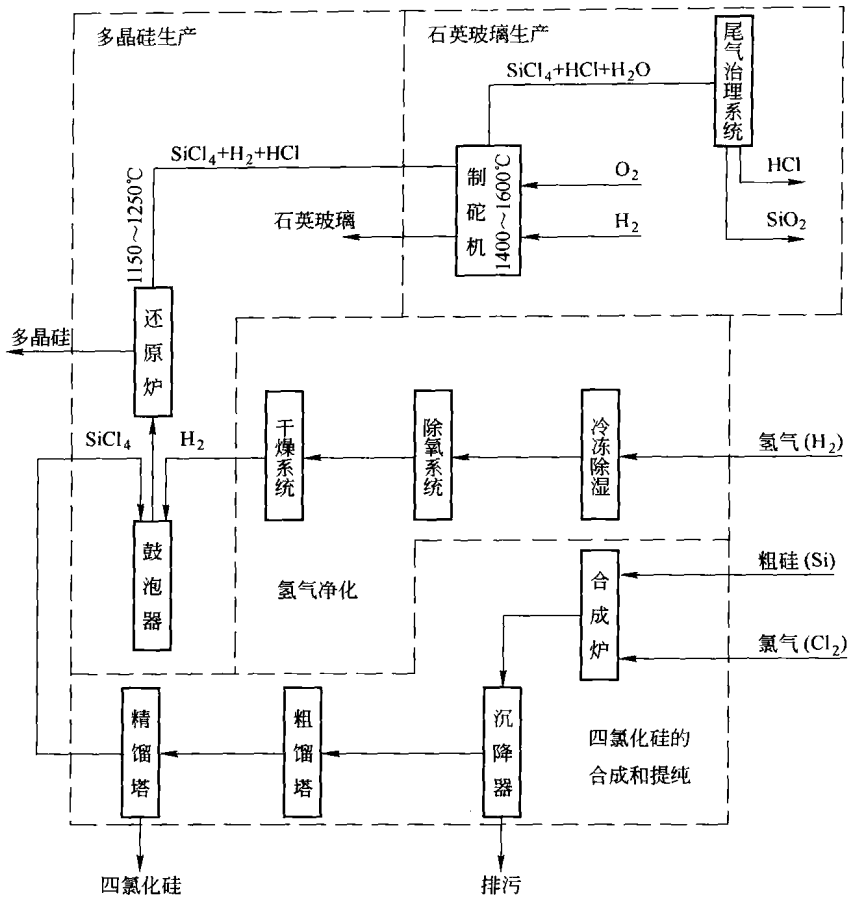 多晶硅生产
石英玻璃生产
尾气治理系统
SiCl₄+HCl+H₂O
SiCl₄+H₂+HCl
制砣机
1400～1600℃
O₂
H₂
HCl
SiO₂
石英玻璃
1150～1250℃
还原炉
多晶硅
SiCl₄
H₂
干燥系统
除氧系统
冷冻除湿
氢气(H₂)
鼓泡器
氢气净化
合成炉
粗硅(Si)
氯气(Cl₂)
精馏塔
粗馏塔
沉降器
四氯化硅的
合成和提纯
四氯化硅
排污